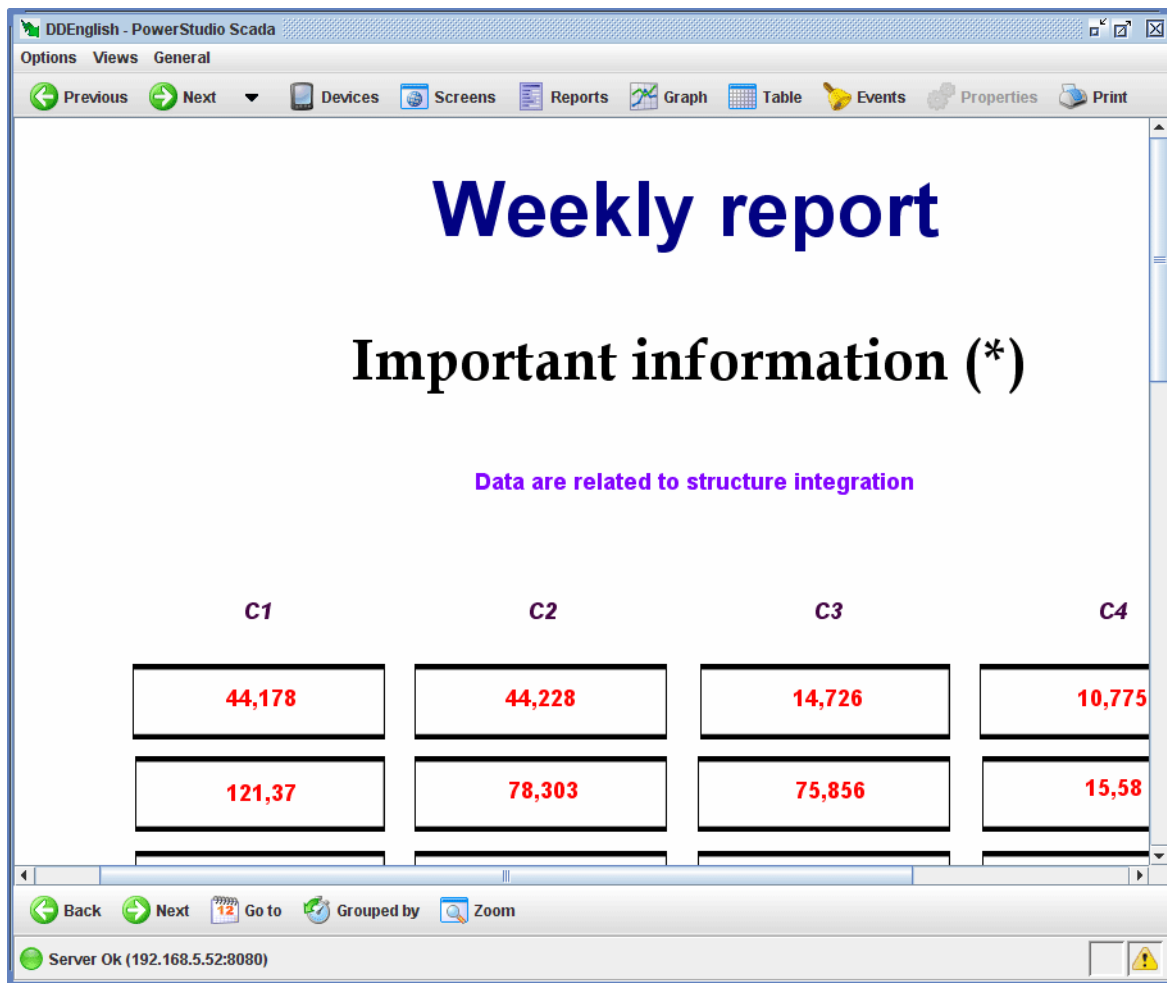 DDEnglish - PowerStudio Scada
Options Views General
Previous Next Devices Screens Reports Graph Table Events Properties Print
Weekly report
Important information (*)
Data are related to structure integration
C1 C2 C3 C4
44,178 44,228 14,726 10,775
121,37 78,303 75,856 15,58
Back Next 12 Go to Grouped by Zoom
Server Ok (192.168.5.52:8080)